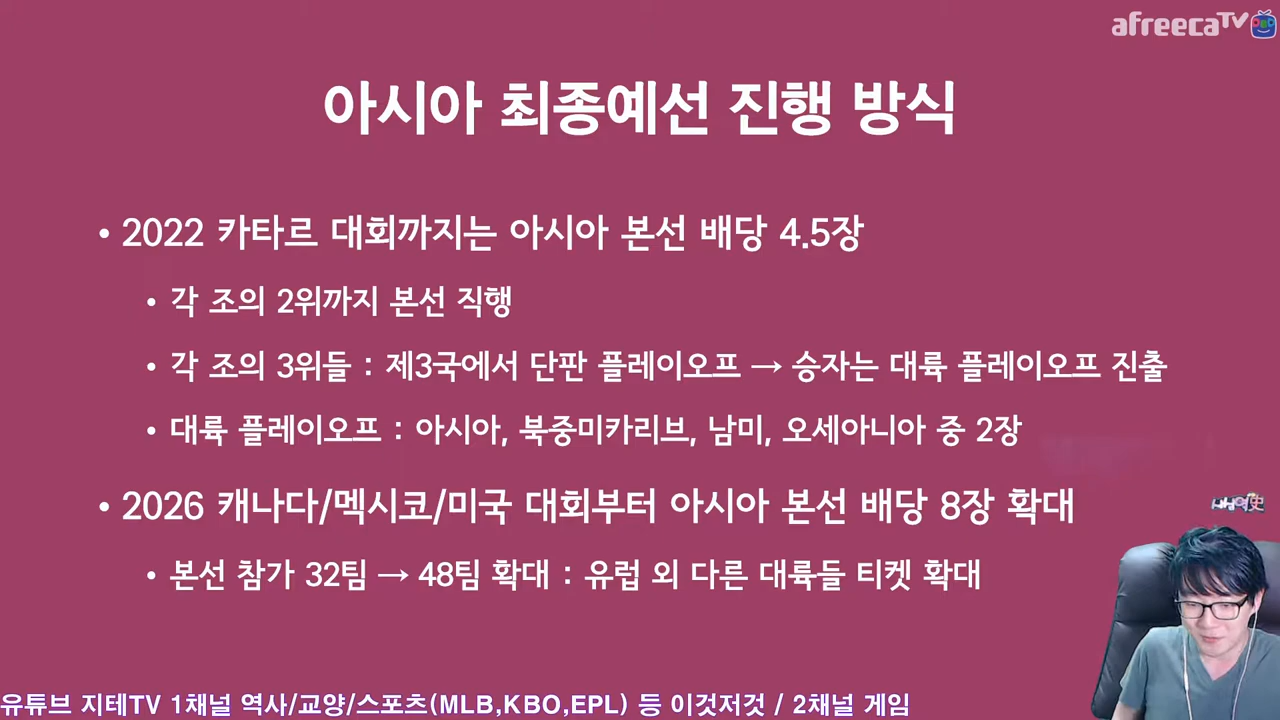 afreecaTV
아시아 최종예선 진행 방식
• 2022 카타르 대회까지는 아시아 본선 배당 4.5장
• 각 조의 2위까지 본선 직행
• 각 조의 3위들 : 제3국에서 단판 플레이오프 → 승자는 대륙 플레이오프 진출
• 대륙 플레이오프 : 아시아, 북중미카리브, 남미, 오세아니아 중 2장
• 2026 캐나다/멕시코/미국 대회부터 아시아 본선 배당 8장 확대
• 본선 참가 32팀 → 48팀 확대 : 유럽 외 다른 대륙들 티켓 확대
유튜브 지테TV 1채널 역사/교양/스포츠(MLB,KBO,EPL) 등 이것저것 / 2채널 게임